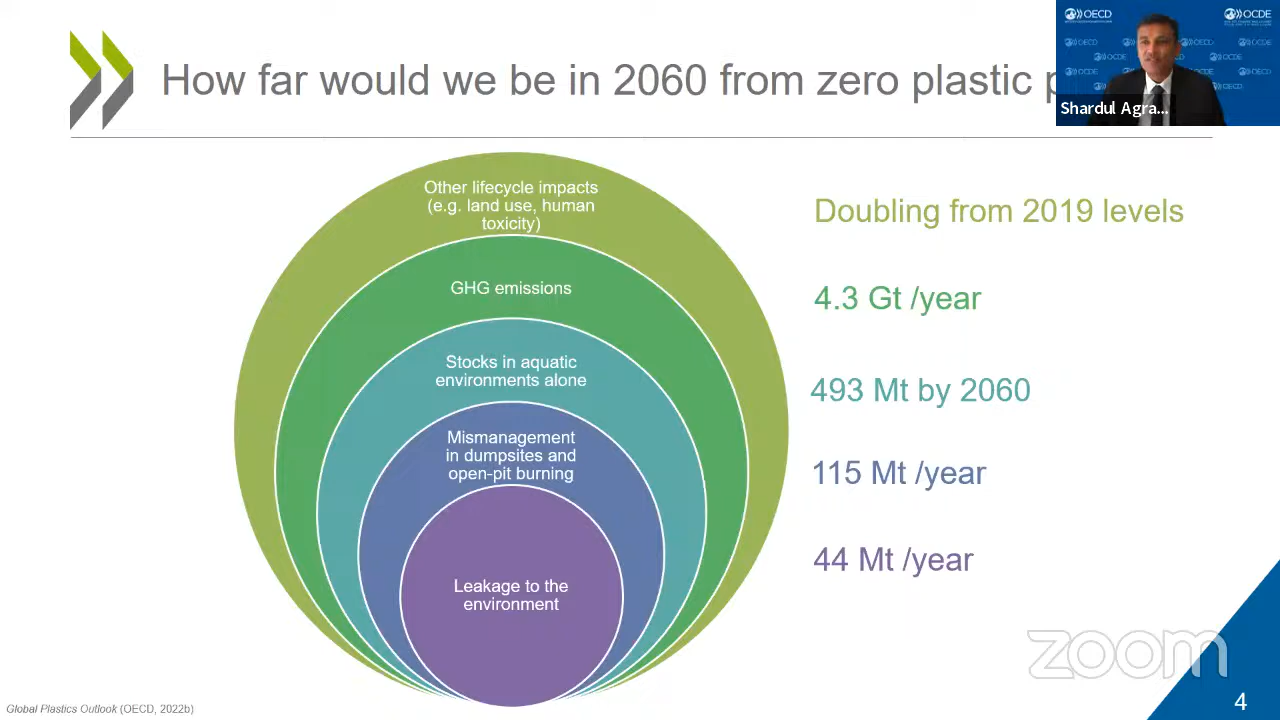 How far would we be in 2060 from zero plastic
OECD
OCDE
Shardul Agra...
Other lifecycle impacts
(e.g. land use, human
toxicity)
Doubling from 2019 levels
GHG emissions
4.3 Gt /year
Stocks in aquatic
environments alone
493 Mt by 2060
Mismanagement
in dumpsites and
open-pit burning
115 Mt /year
Leakage to the
environment
44 Mt /year
zoom
Global Plastics Outlook (OECD, 2022b)
4